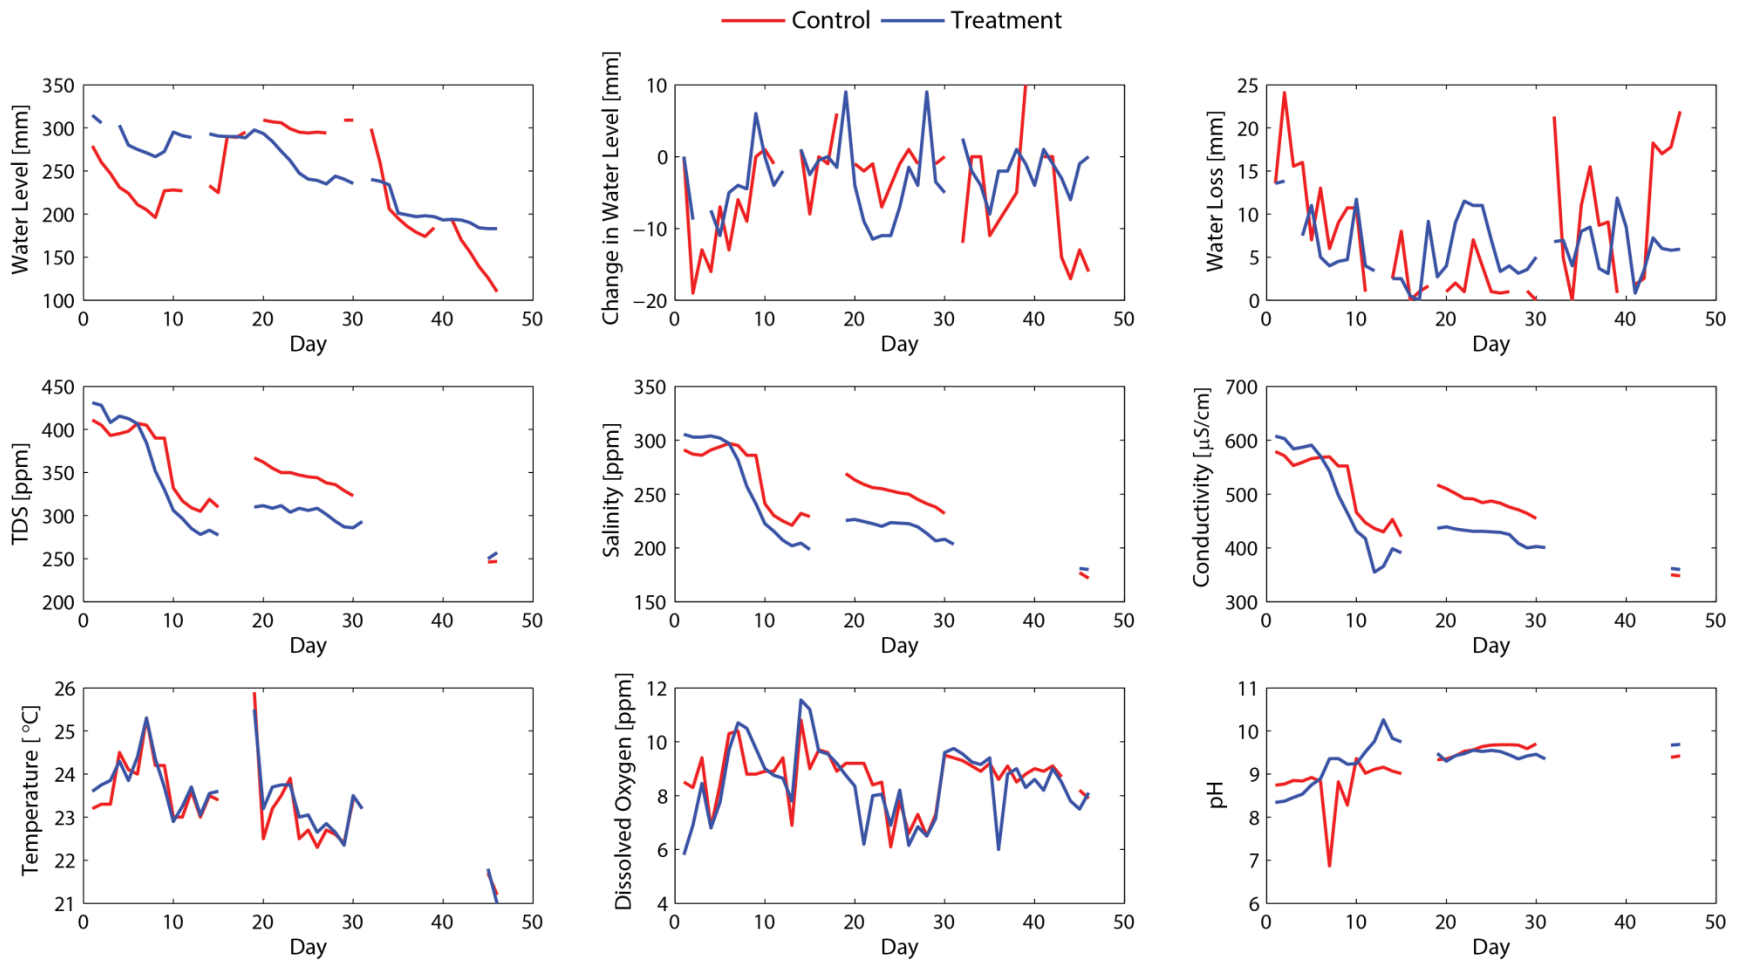 Control Treatment
Water Level [mm]
350
300
250
200
150
100
0 10 20 30 40 50
Day
Change in Water Level [mm]
10
0
−10
−20
0 10 20 30 40 50
Day
Water Loss [mm]
25
20
15
10
5
0
0 10 20 30 40 50
Day
TDS [ppm]
450
400
350
300
250
200
0 10 20 30 40 50
Day
Salinity [ppm]
350
300
250
200
150
0 10 20 30 40 50
Day
Conductivity [µS/cm]
700
600
500
400
300
0 10 20 30 40 50
Day
Temperature [ °C]
26
25
24
23
22
21
0 10 20 30 40 50
Day
Dissolved Oxygen [ppm]
12
10
8
6
4
0 10 20 30 40 50
Day
pH
11
10
9
8
7
6
0 10 20 30 40 50
Day